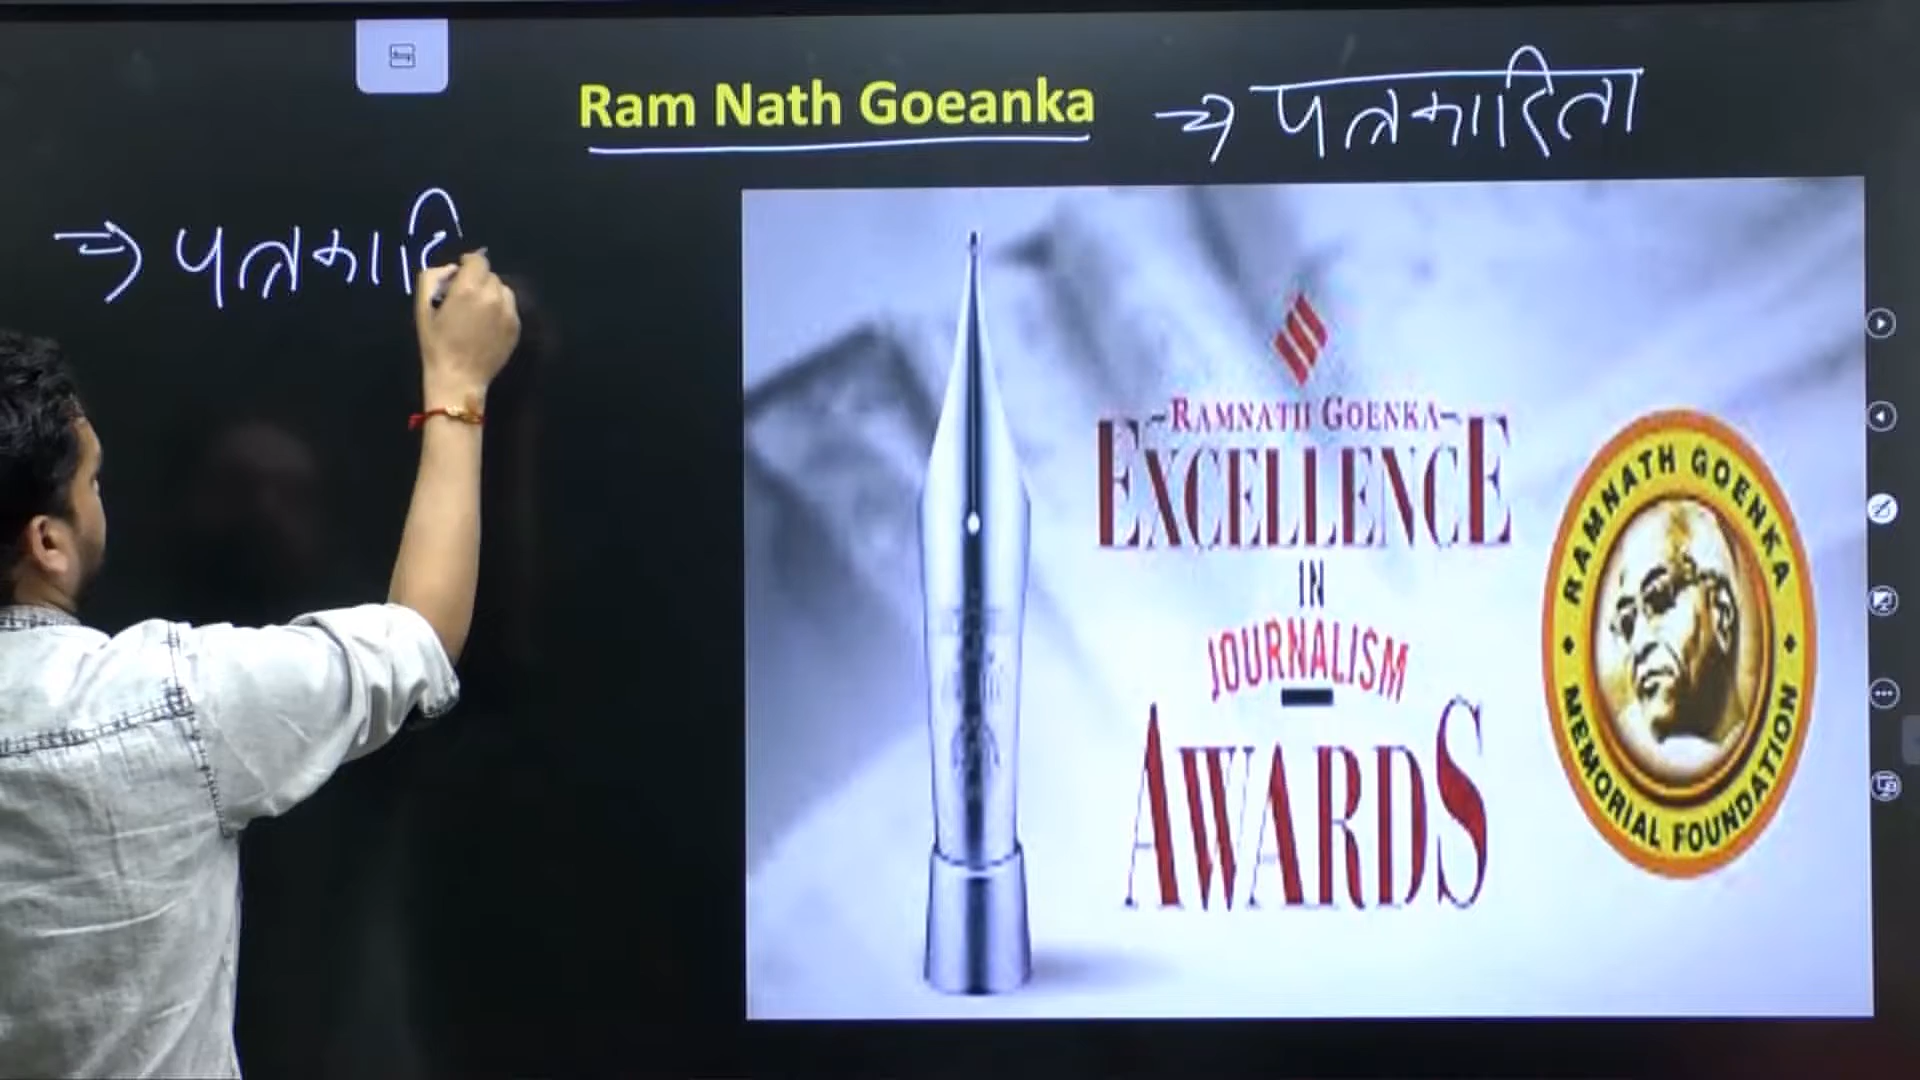 Ram Nath Goeanka → पत्रकारिता
→ पत्रकारि
RAMNATH GOENKA
EXCELLENCE
IN
JOURNALISM
AWARDS
RAMNATH GOENKA
MEMORIAL FOUNDATION